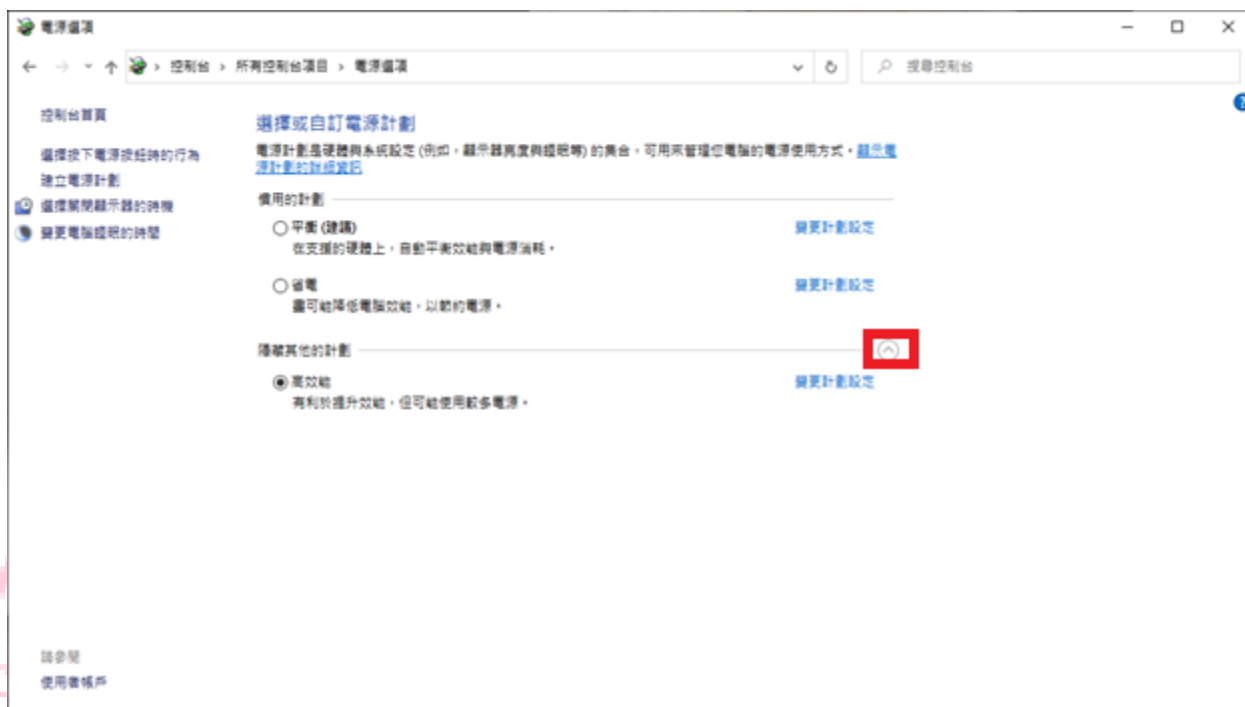 電源選項
控制台 › 所有控制台項目 › 電源選項
搜尋控制台
控制台首頁
選擇按下電源按鈕時的行為
建立電源計劃
選擇關閉顯示器的時機
變更電腦睡眠的時間
選擇或自訂電源計劃
電源計劃是硬體與系統設定 (例如，顯示器亮度與睡眠等) 的集合，可用來管理您電腦的電源使用方式。顯示電
源計劃的詳細資訊
慣用的計劃
平衡 (建議)
變更計劃設定
在支援的硬體上，自動平衡效能與電源消耗。
省電
變更計劃設定
盡可能降低電腦效能，以節約電源。
隱藏其他的計劃
高效能
變更計劃設定
有利於提升效能，但可能使用較多電源。
請參閱
使用者帳戶